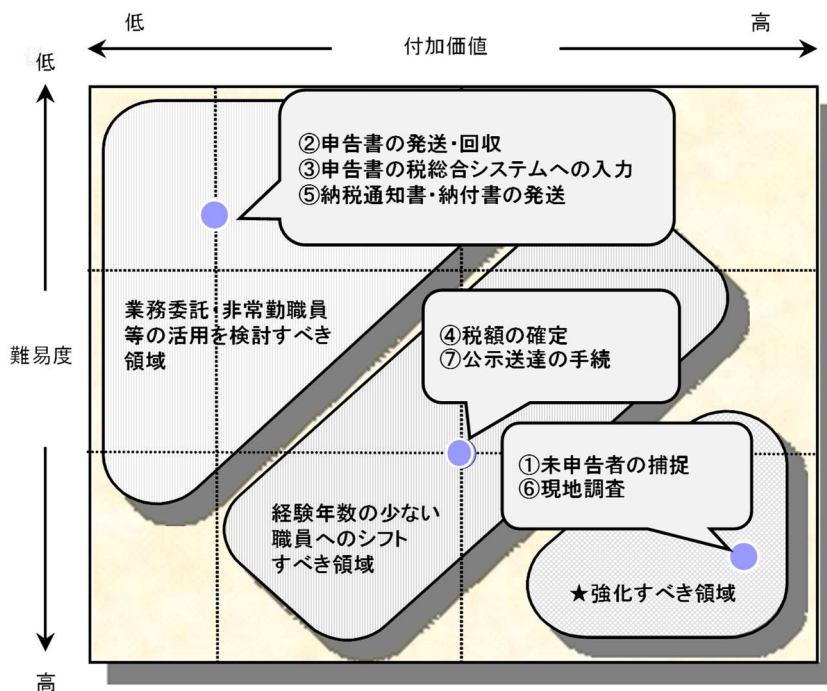 低
付加価値
高
低
②申告書の発送・回収
③申告書の税総合システムへの入力
⑤納税通知書・納付書の発送
業務委託・非常勤職員
等の活用を検討すべき
領域
④税額の確定
⑦公示送達の手続
難易度
①未申告者の捕捉
⑥現地調査
経験年数の少ない
職員へのシフト
すべき領域
★強化すべき領域
高